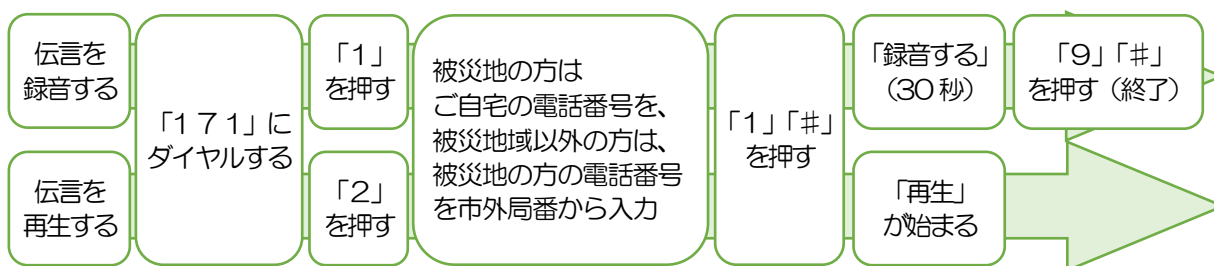 伝言を
録音する
「１７１」に
ダイヤルする
「１」
を押す
被災地の方は
ご自宅の電話番号を、
被災地域以外の方は、
被災地の方の電話番号
を市外局番から入力
「１」「＃」
を押す
「録音する」
（30 秒）
「９」「＃」
を押す（終了）
伝言を
再生する
「２」
を押す
「再生」
が始まる